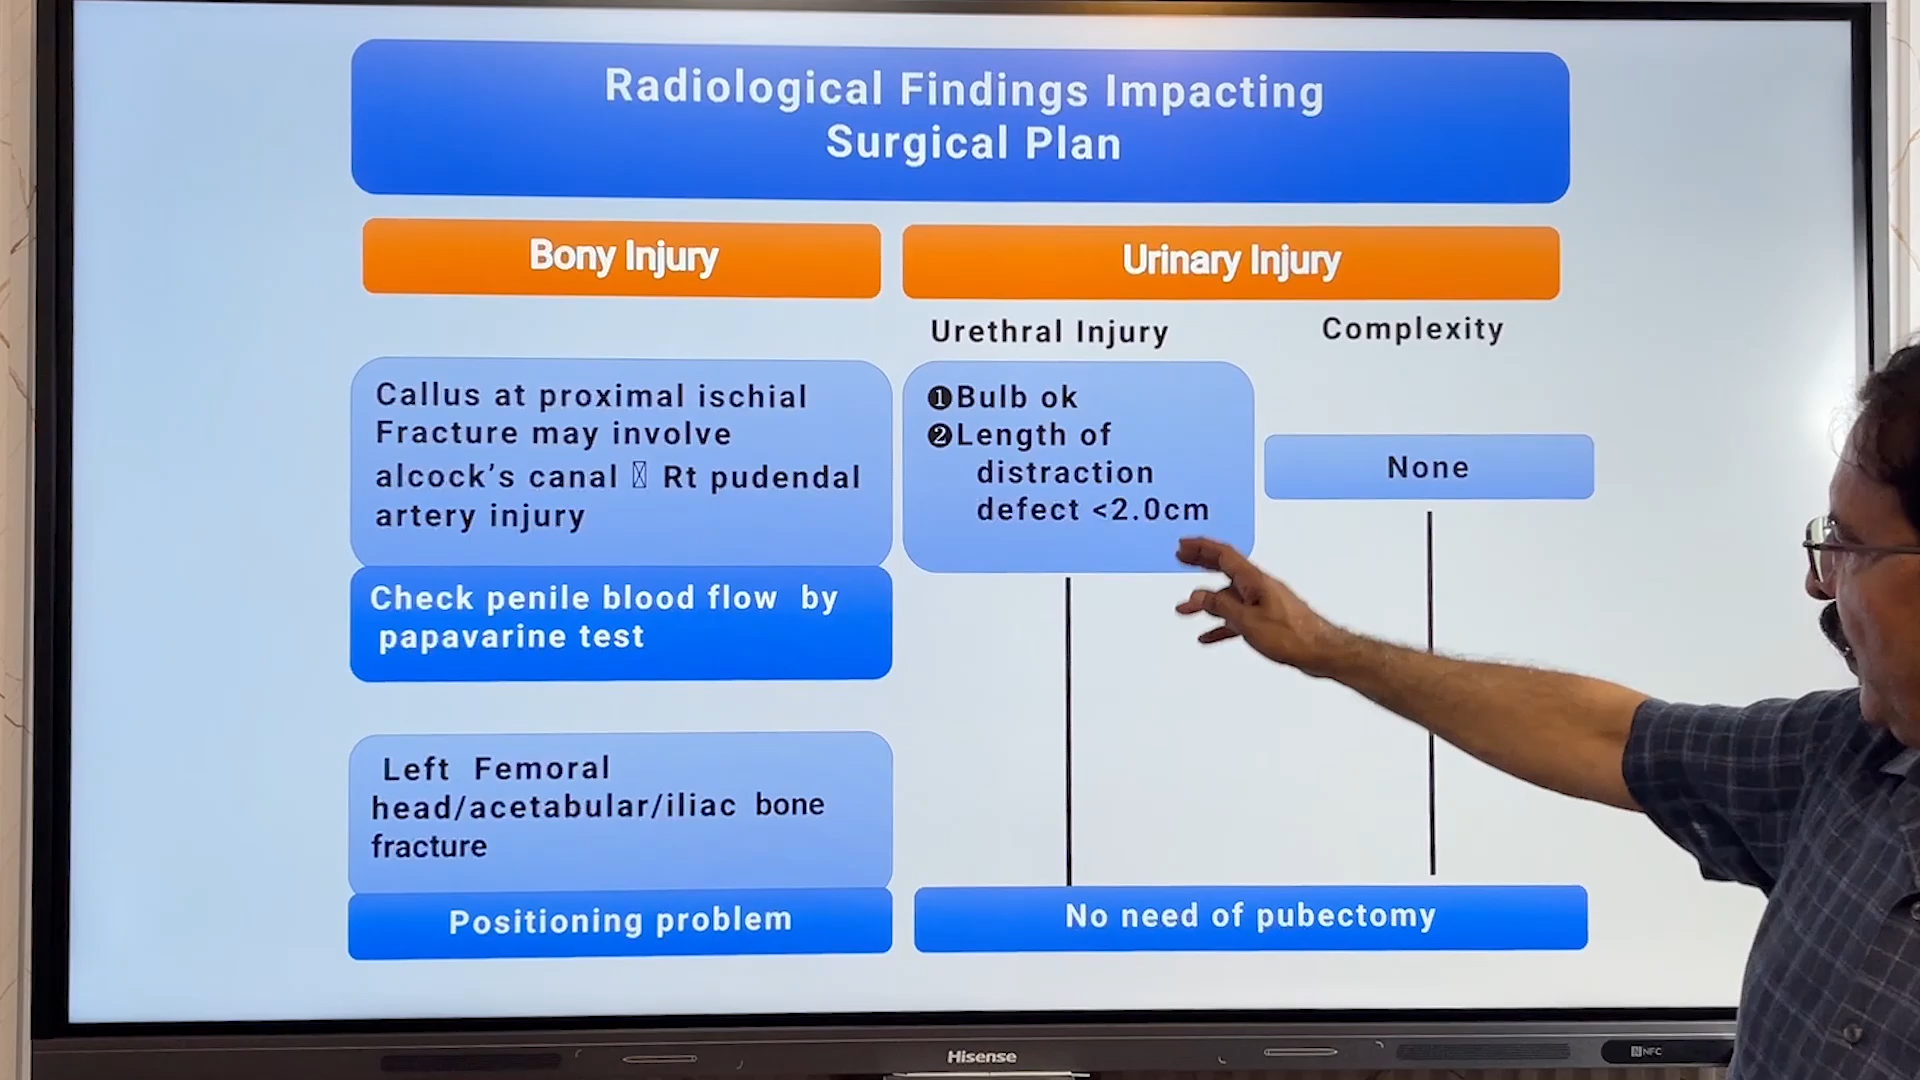 Radiological Findings Impacting
Surgical Plan
Bony Injury
Urinary Injury
Urethral Injury
Complexity
Callus at proximal ischial
Fracture may involve
alcock's canal Rt pudendal
artery injury
Check penile blood flow by
papavarine test
Left Femoral
head/acetabular/iliac bone
fracture
Positioning problem
❶Bulb ok
❷Length of
distraction
defect <2.0cm
None
No need of pubectomy
Hisense
NFC